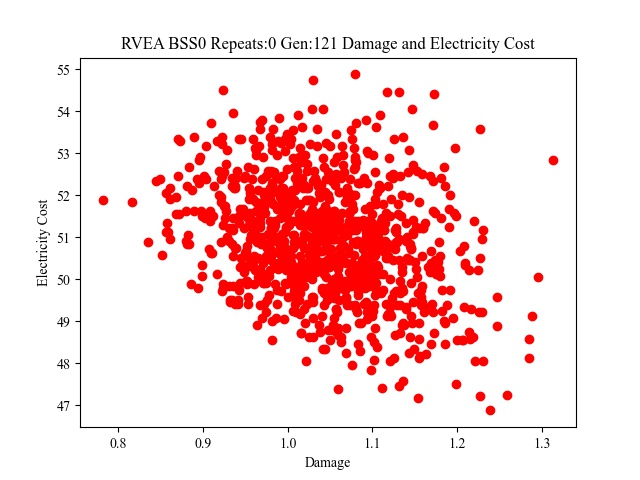 RVEA BSS0 Repeats:0 Gen:121 Damage and Electricity Cost
55
54
53
52
51
50
49
48
47
Electricity Cost
0.8 0.9 1.0 1.1 1.2 1.3
Damage